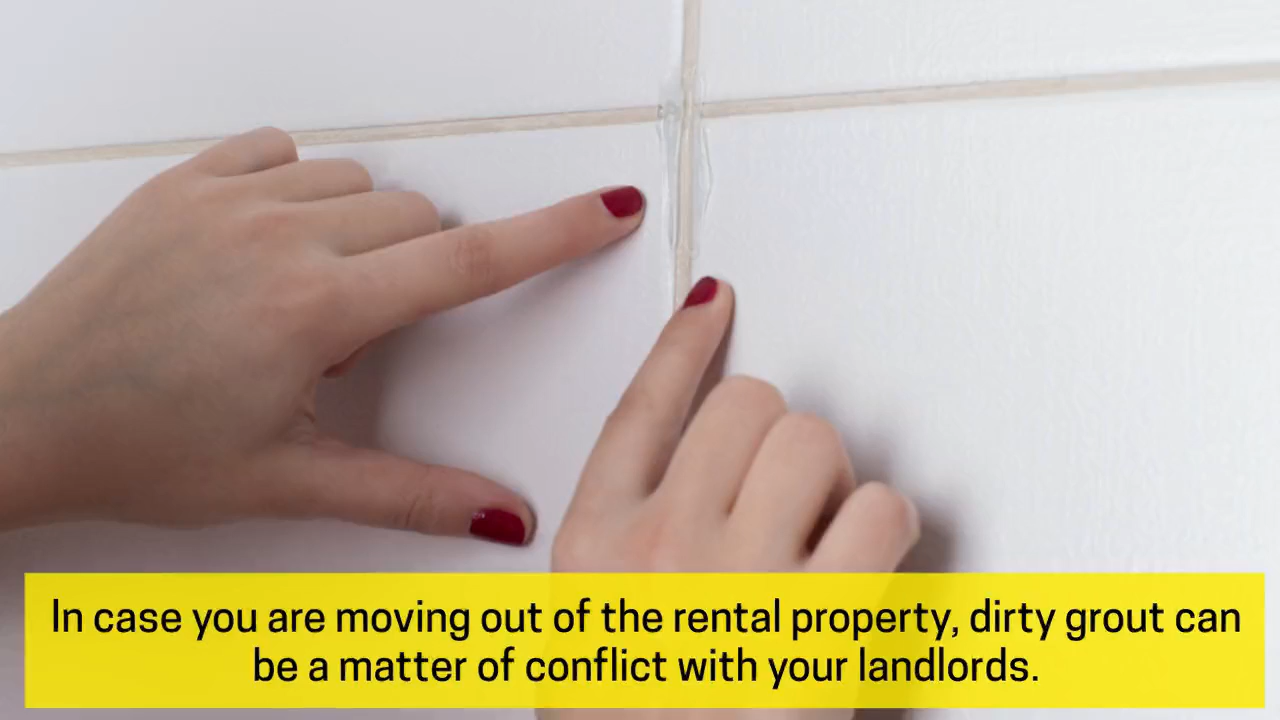 In case you are moving out of the rental property, dirty grout can
be a matter of conflict with your landlords.